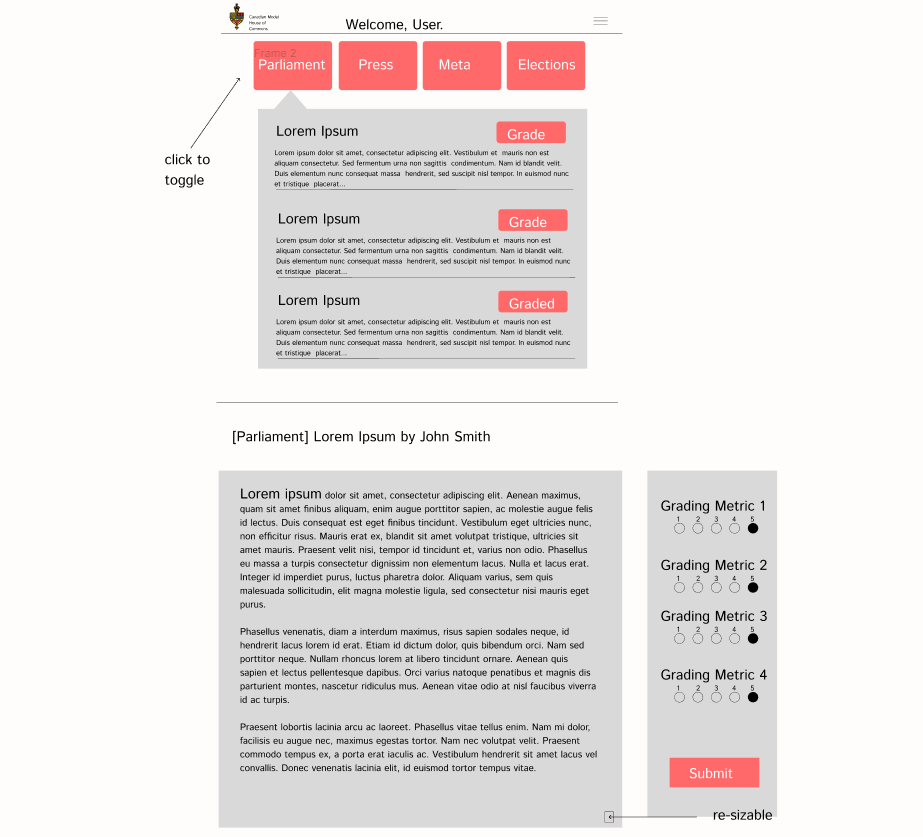 Canadian Model
House of
Commons
Welcome, User.
Frame 2
Parliament
Press
Meta
Elections
click to
toggle
Lorem Ipsum
Grade
Lorem ipsum dolor sit amet, consectetur adipiscing elit. Vestibulum et mauris non est
aliquam consectetur. Sed fermentum urna non sagittis condimentum. Nam id blandit velit.
Duis elementum nunc consequat massa hendrerit, sed suscipit nisl tempor. In euismod nunc
et tristique placerat...
Lorem Ipsum
Grade
Lorem ipsum dolor sit amet, consectetur adipiscing elit. Vestibulum et mauris non est
aliquam consectetur. Sed fermentum urna non sagittis condimentum. Nam id blandit velit.
Duis elementum nunc consequat massa hendrerit, sed suscipit nisl tempor. In euismod nunc
et tristique placerat...
Lorem Ipsum
Graded
Lorem ipsum dolor sit amet, consectetur adipiscing elit. Vestibulum et mauris non est
aliquam consectetur. Sed fermentum urna non sagittis condimentum. Nam id blandit velit.
Duis elementum nunc consequat massa hendrerit, sed suscipit nisl tempor. In euismod nunc
et tristique placerat...
[Parliament] Lorem Ipsum by John Smith
Lorem ipsum dolor sit amet, consectetur adipiscing elit. Aenean maximus,
quam sit amet finibus aliquam, enim augue porttitor sapien, ac molestie augue felis
id lectus. Duis consequat est eget finibus tincidunt. Vestibulum eget ultricies nunc,
non efficitur risus. Mauris erat ex, blandit sit amet volutpat tristique, ultricies sit
amet mauris. Praesent velit nisi, tempor id tincidunt et, varius non odio. Phasellus
eu massa a turpis consectetur dignissim non elementum lacus. Nulla et lacus erat.
Integer id imperdiet purus, luctus pharetra dolor. Aliquam varius, sem quis
malesuada sollicitudin, elit magna molestie ligula, sed consectetur nisi mauris eget
purus.
Phasellus venenatis, diam a interdum maximus, risus sapien sodales neque, id
hendrerit lacus lorem id erat. Etiam id dictum dolor, quis bibendum orci. Nam sed
porttitor neque. Nullam rhoncus lorem at libero tincidunt ornare. Aenean quis
sapien et lectus pellentesque dapibus. Orci varius natoque penatibus et magnis dis
parturient montes, nascetur ridiculus mus. Aenean vitae odio at nisl faucibus viverra
id ac turpis.
Praesent lobortis lacinia arcu ac laoreet. Phasellus vitae tellus enim. Nam mi dolor,
facilisis eu augue nec, maximus egestas tortor. Nam nec volutpat velit. Praesent
commodo tempus ex, a porta erat iaculis ac. Vestibulum hendrerit sit amet lacus vel
convallis. Donec venenatis lacinia elit, id euismod tortor tempus vitae.
Grading Metric 1
1 2 3 4 5
Grading Metric 2
1 2 3 4 5
Grading Metric 3
1 2 3 4 5
Grading Metric 4
1 2 3 4 5
Submit
re-sizable